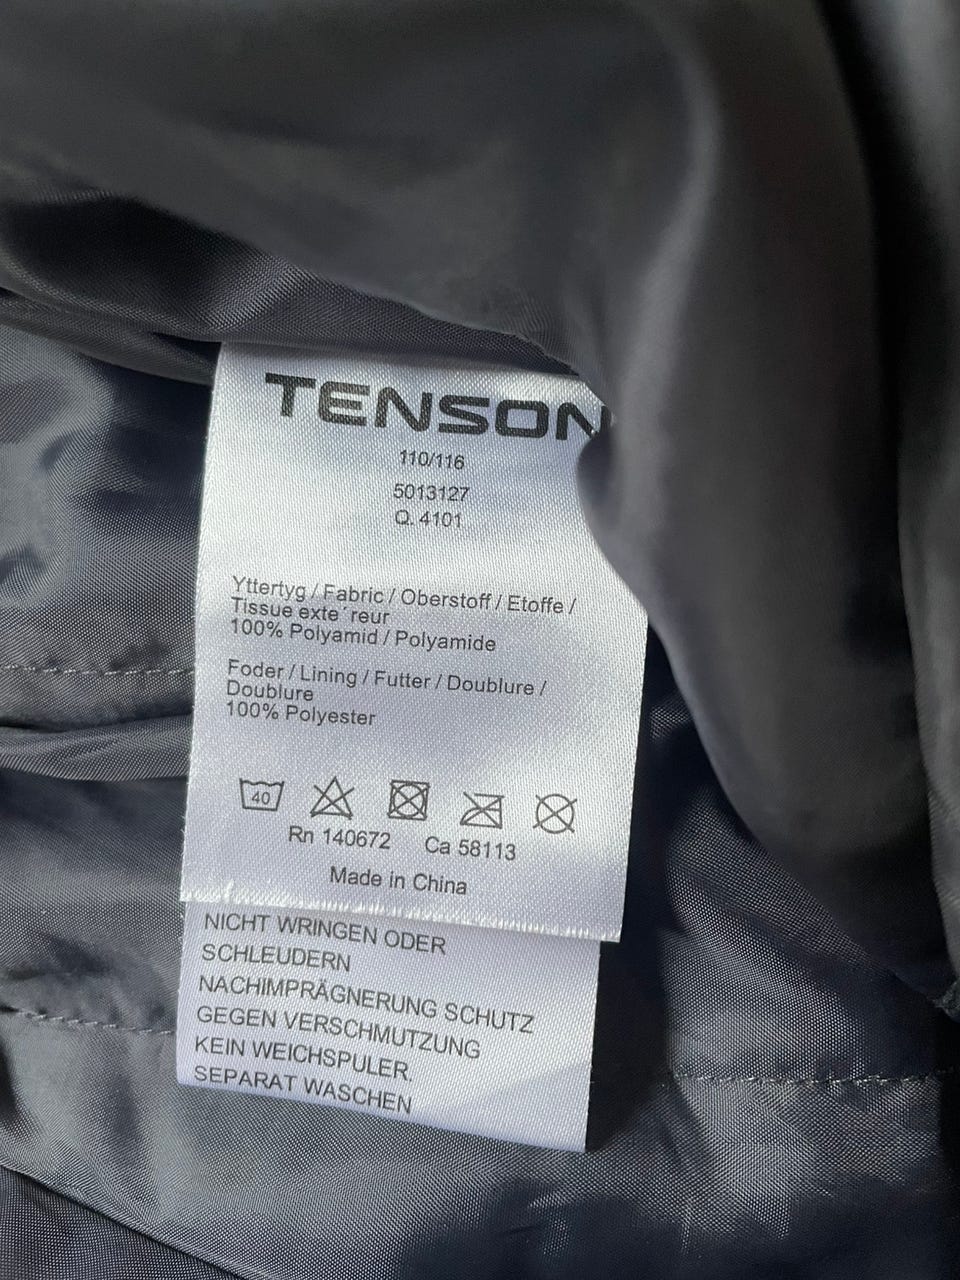 TENSON
110/116
5013127
Q. 4101
Yttertyg / Fabric / Oberstoff / Etoffe /
Tissue exte´reur
100% Polyamid / Polyamide
Foder / Lining / Futter / Doublure /
Doublure
100% Polyester
40
Rn 140672 Ca 58113
Made in China
NICHT WRINGEN ODER
SCHLEUDERN
NACHIMPRÄGNERUNG SCHUTZ
GEGEN VERSCHMUTZUNG
KEIN WEICHSPULER.
SEPARAT WASCHEN